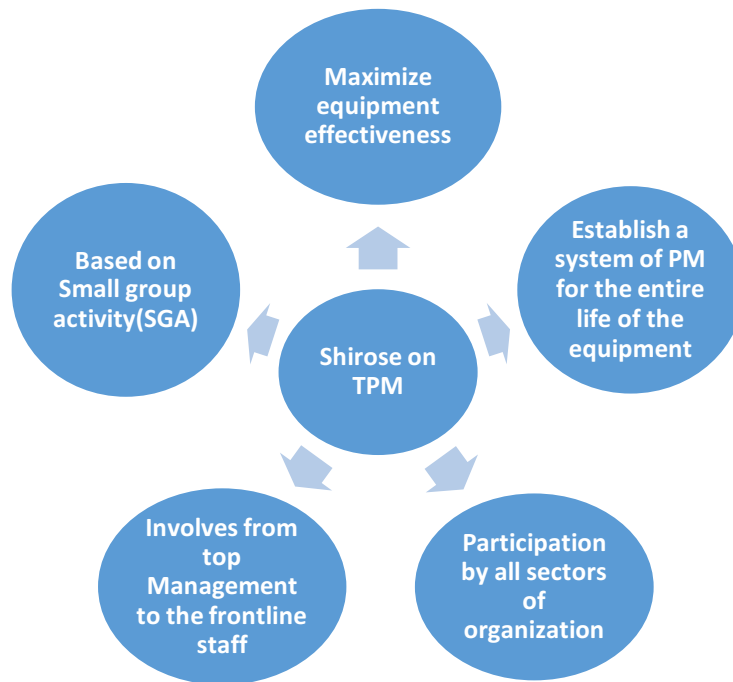 Maximize
equipment
effectiveness
Establish a
system of PM
for the entire
life of the
equipment
Based on
Small group
activity(SGA)
Shirose on
TPM
Involves from
top
Management
to the frontline
staff
Participation
by all sectors
of
organization